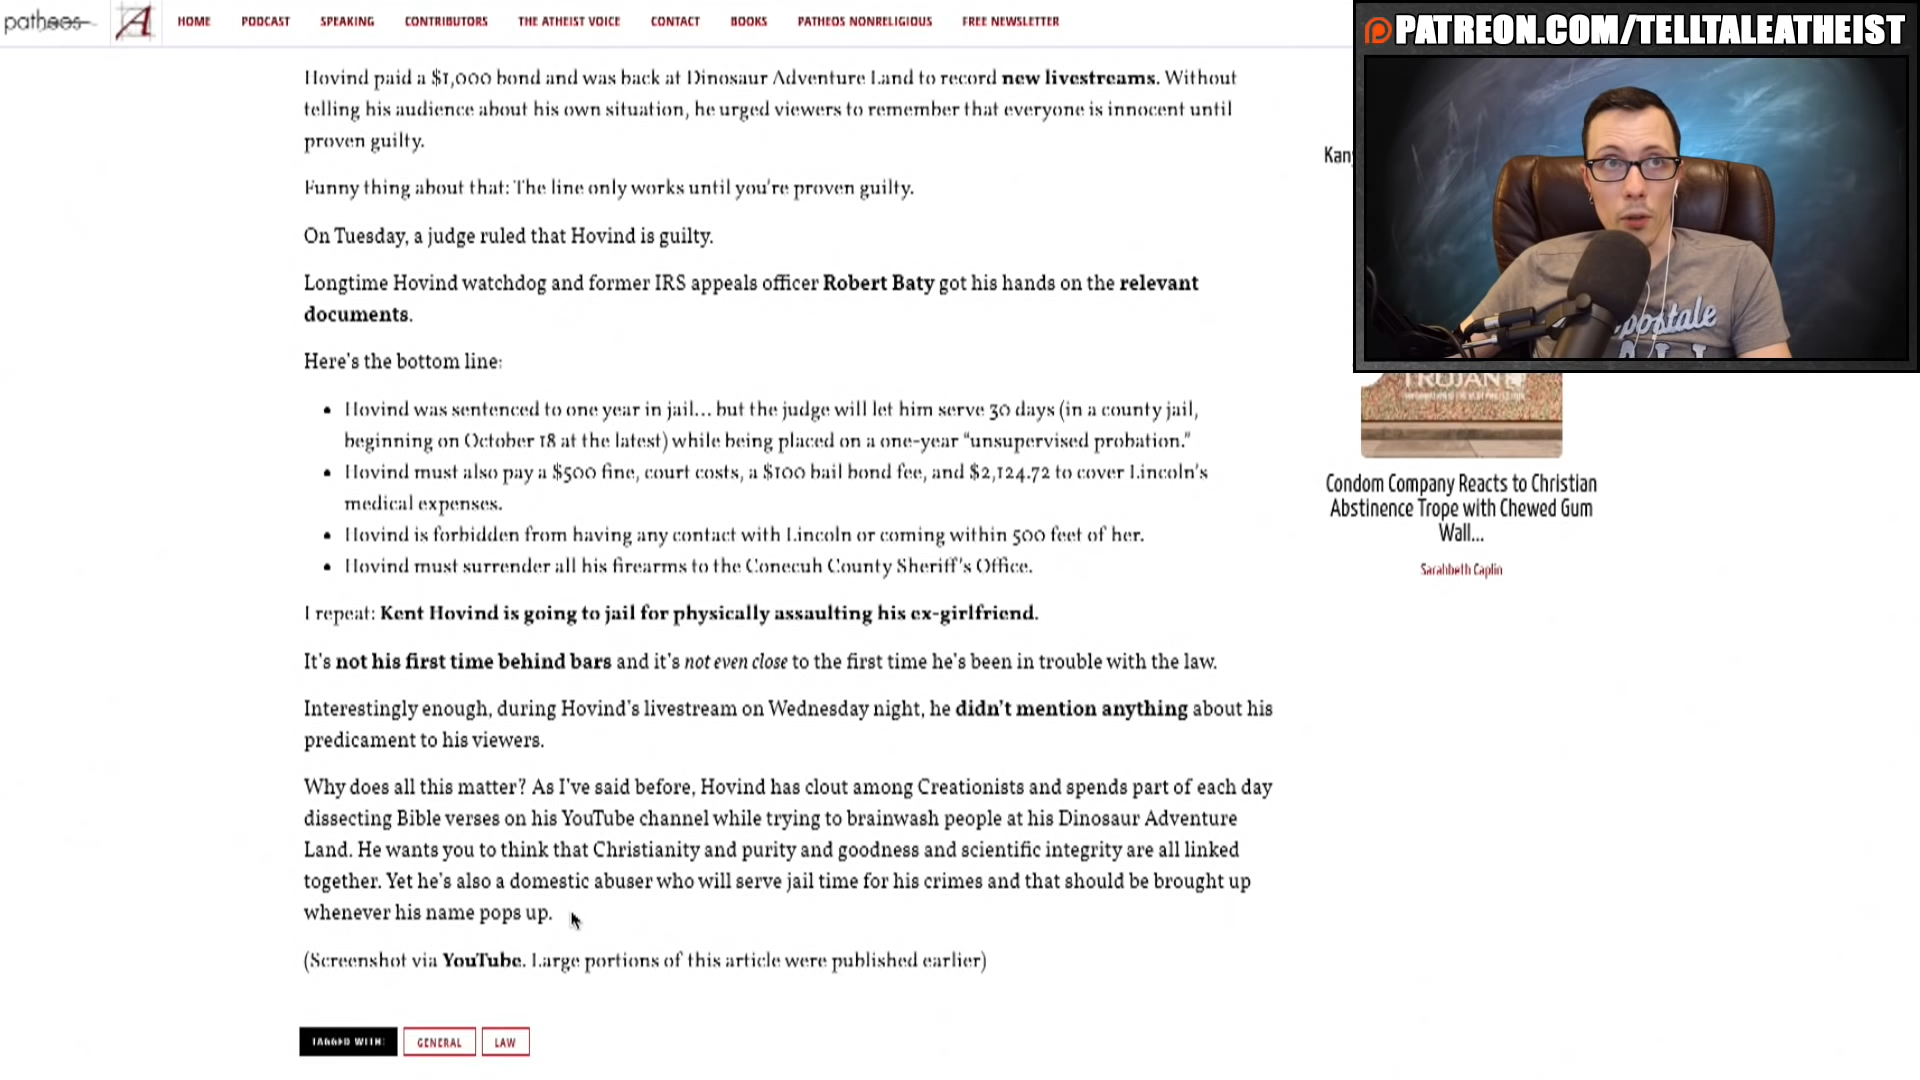 patheos
HOME PODCAST SPEAKING CONTRIBUTORS THE ATHEIST VOICE CONTACT BOOKS PATHEOS NONRELIGIOUS FREE NEWSLETTER
PATREON.COM/TELLTALEATHEIST
Hovind paid a $1,000 bond and was back at Dinosaur Adventure Land to record new livestreams. Without
telling his audience about his own situation, he urged viewers to remember that everyone is innocent until
proven guilty.
Funny thing about that: The line only works until you're proven guilty.
On Tuesday, a judge ruled that Hovind is guilty.
Longtime Hovind watchdog and former IRS appeals officer Robert Baty got his hands on the relevant
documents.
Here's the bottom line:
• Hovind was sentenced to one year in jail… but the judge will let him serve 30 days (in a county jail,
beginning on October 18 at the latest) while being placed on a one-year "unsupervised probation."
• Hovind must also pay a $500 fine, court costs, a $100 bail bond fee, and $2,124.72 to cover Lincoln's
medical expenses.
• Hovind is forbidden from having any contact with Lincoln or coming within 500 feet of her.
• Hovind must surrender all his firearms to the Conecuh County Sheriff's Office.
I repeat: Kent Hovind is going to jail for physically assaulting his ex-girlfriend.
It's not his first time behind bars and it's not even close to the first time he's been in trouble with the law.
Interestingly enough, during Hovind's livestream on Wednesday night, he didn't mention anything about his
predicament to his viewers.
Why does all this matter? As I've said before, Hovind has clout among Creationists and spends part of each day
dissecting Bible verses on his YouTube channel while trying to brainwash people at his Dinosaur Adventure
Land. He wants you to think that Christianity and purity and goodness and scientific integrity are all linked
together. Yet he's also a domestic abuser who will serve jail time for his crimes and that should be brought up
whenever his name pops up.
(Screenshot via YouTube. Large portions of this article were published earlier)
TAGGED WITH: GENERAL LAW
Kan
postale
TROJAN
Condom Company Reacts to Christian
Abstinence Trope with Chewed Gum
Wall...
Sarahbeth Caplin